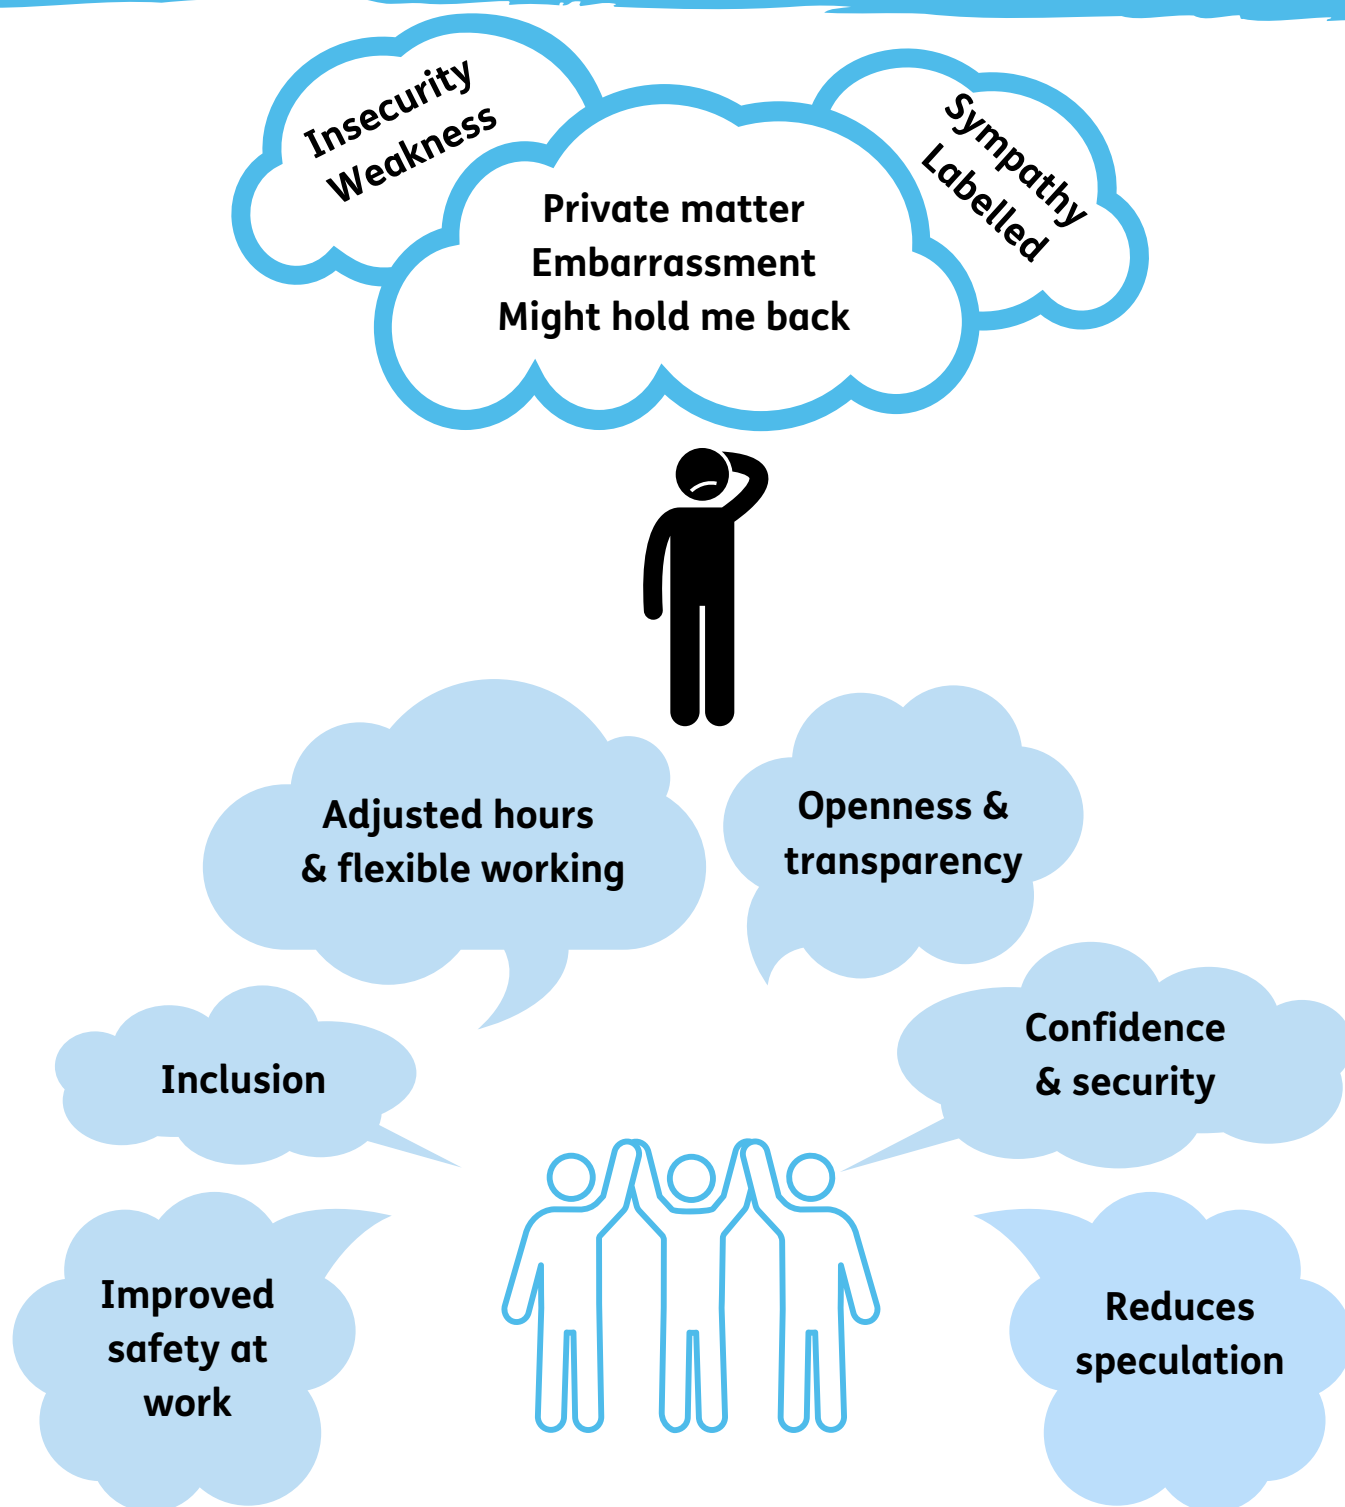 Insecurity
Weakness
Sympathy
Labelled
Private matter
Embarrassment
Might hold me back
Adjusted hours
& flexible working
Openness &
transparency
Inclusion
Confidence
& security
Improved
safety at
work
Reduces
speculation